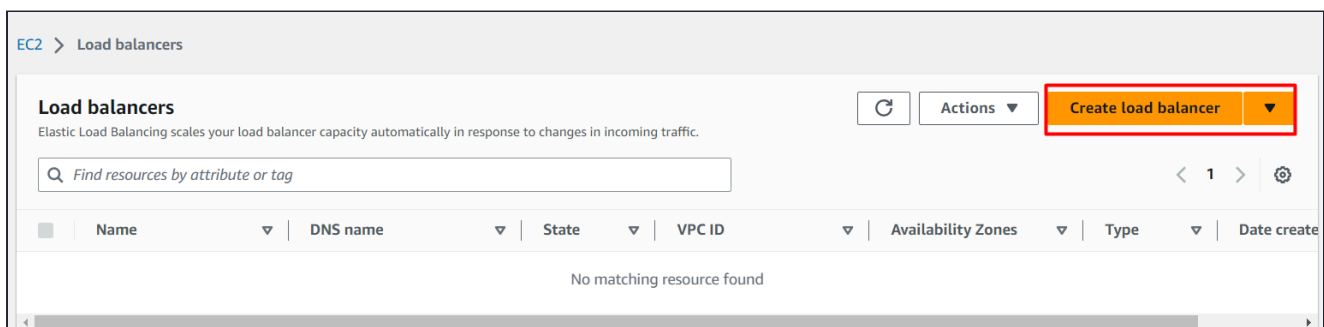 EC2 > Load balancers
Load balancers
Actions ▼ Create load balancer ▼
Elastic Load Balancing scales your load balancer capacity automatically in response to changes in incoming traffic.
Find resources by attribute or tag
< 1 >
Name DNS name State VPC ID Availability Zones Type Date create
No matching resource found